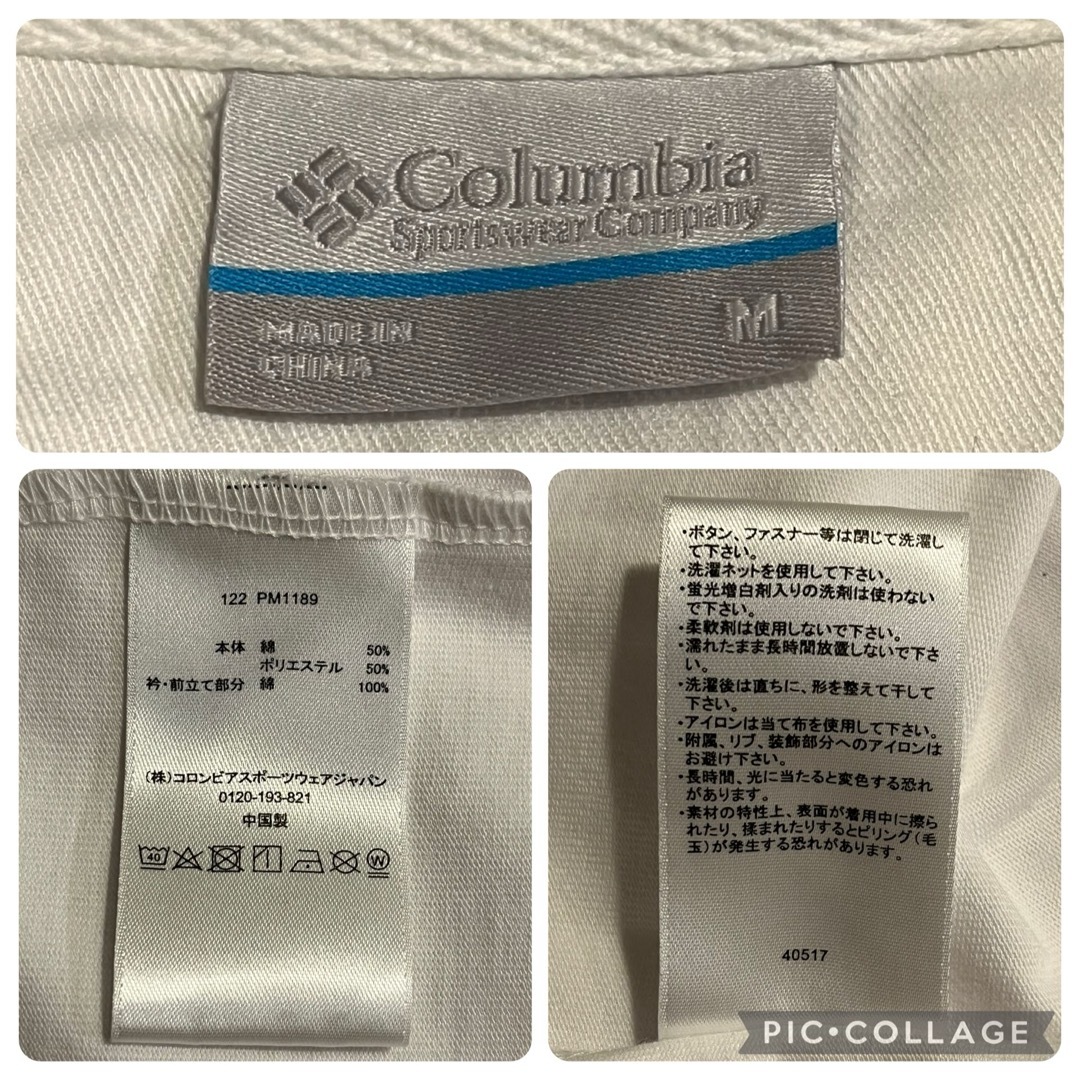 Columbia
Sportswear Company
MADE IN
CHINA
M
122 PM1189
本体 綿 50%
ポリエステル 50%
衿・前立て部分 綿 100%
(株)コロンビアスポーツウェアジャパン
0120-193-821
中国製
40
W
・ボタン、ファスナー等は閉じて洗濯し
て下さい。
・洗濯ネットを使用して下さい。
・蛍光増白剤入りの洗剤は使わない
で下さい。
・柔軟剤は使用しないで下さい。
・濡れたまま長時間放置しないで下さ
い。
・洗濯後は直ちに、形を整えて干して
下さい。
・アイロンは当て布を使用して下さい。
・附属、リブ、装飾部分へのアイロンは
お避け下さい。
・長時間、光に当たると変色する恐れ
があります。
・素材の特性上、表面が着用中に擦ら
れたり、揉まれたりするとピリング(毛
玉)が発生する恐れがあります。
40517
PIC•COLLAGE